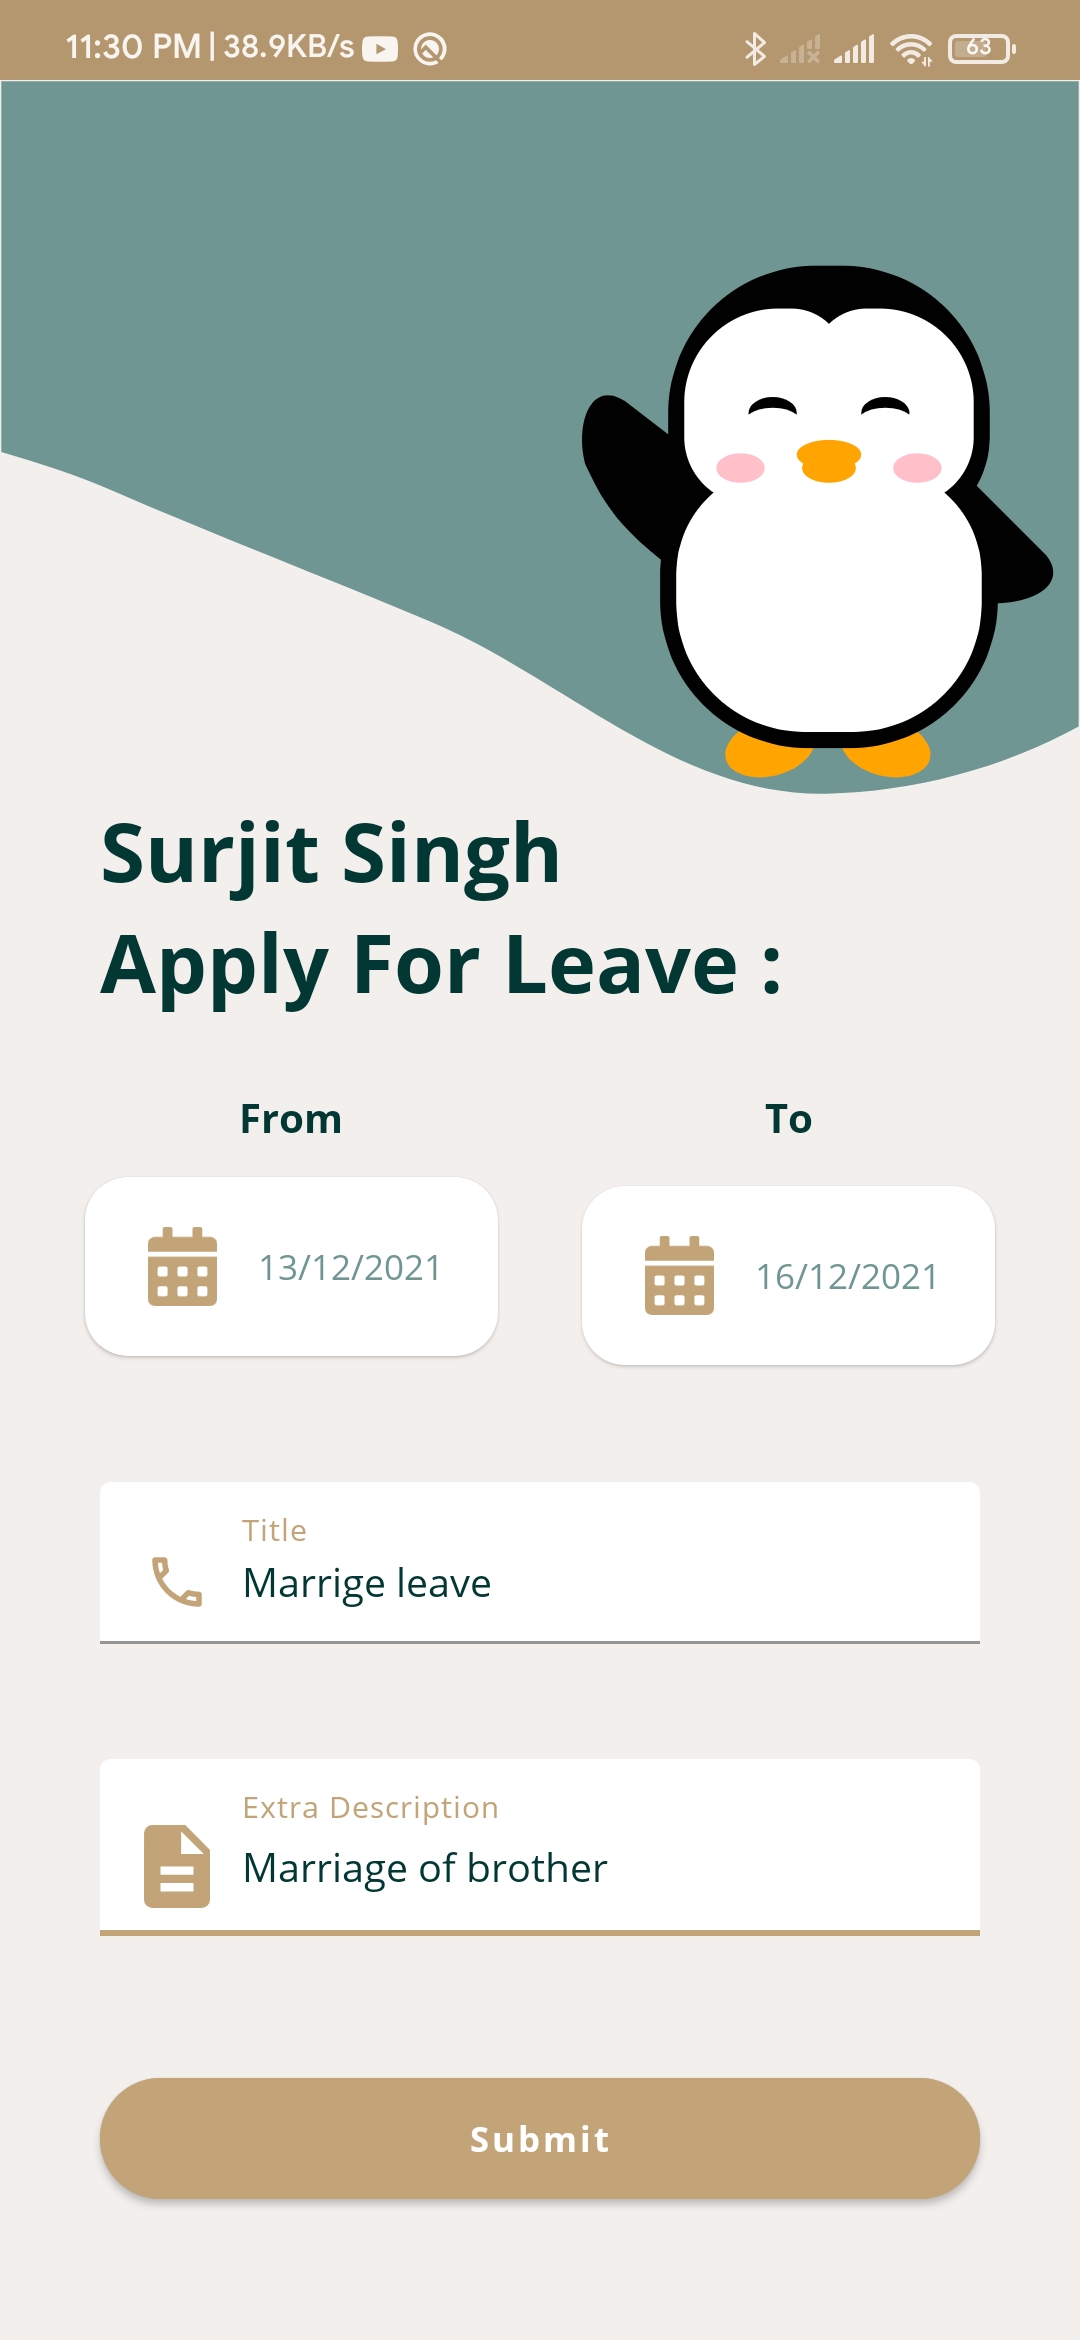 11:30 PM | 38.9KB/s 63
Surjit Singh
Apply For Leave :
From To
13/12/2021 16/12/2021
Title
Marrige leave
Extra Description
Marriage of brother
Submit